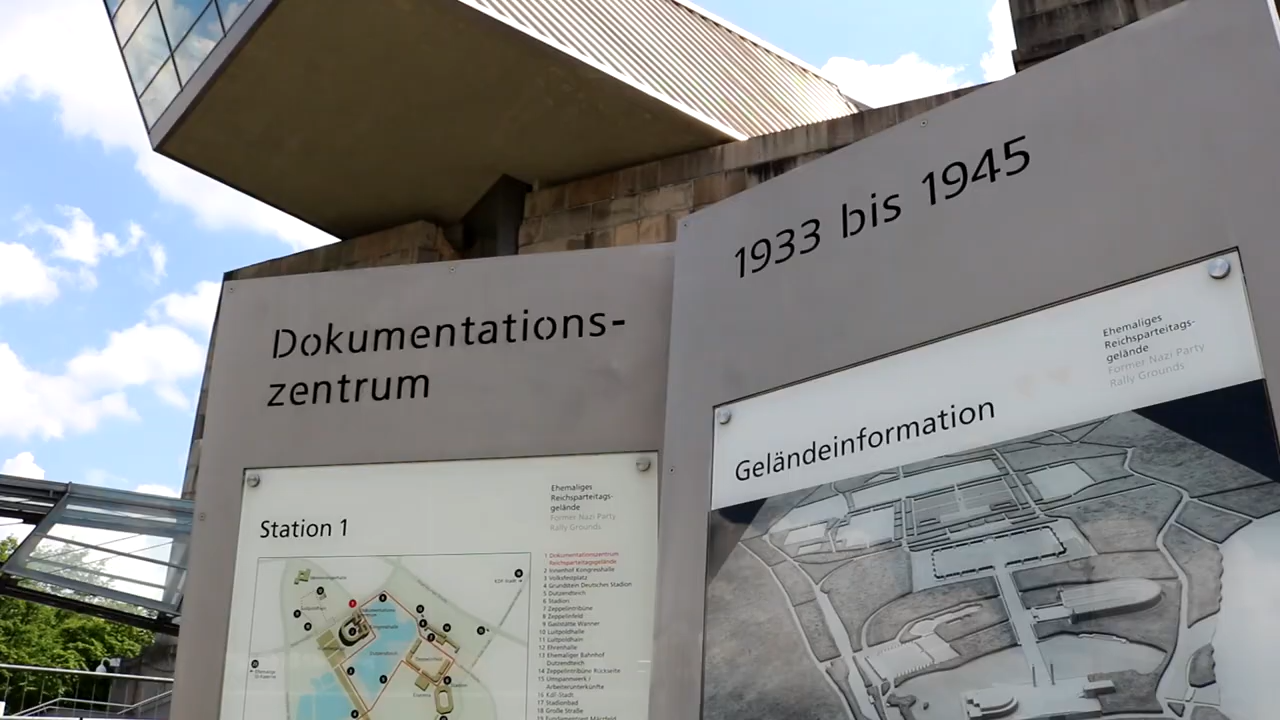 Dokumentations-
zentrum
1933 bis 1945
Ehemaliges
Reichsparteitags-
gelände
Former Nazi Party
Rally Grounds
Geländeinformation
Ehemaliges
Reichsparteitags-
gelände
Former Nazi Party
Rally Grounds
Station 1
1 Dokumentationszentrum
Reichsparteitagsgelände
2 Innenhof Kongresshalle
3 Volksfestplatz
4 Grundstein Deutsches Stadion
5 Dutzendteich
6 Stadion
7 Zeppelintribüne
8 Zeppelinfeld
9 Gaststätte Wanner
10 Luitpoldhalle
11 Luitpoldhain
12 Ehrenhalle
13 Ehemaliger Bahnhof
Dutzendteich
14 Zeppelintribüne Rückseite
15 Umspannwerk /
Arbeiterunterkünfte
16 KdF-Stadt
17 Stadionbad
18 Große Straße